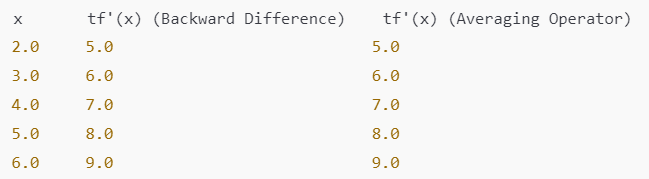 x tf'(x) (Backward Difference) tf'(x) (Averaging Operator)
2.0 5.0 5.0
3.0 6.0 6.0
4.0 7.0 7.0
5.0 8.0 8.0
6.0 9.0 9.0